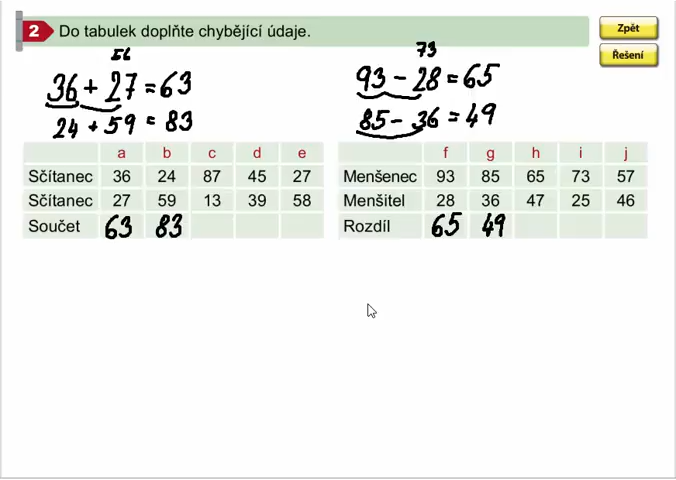 2 Do tabulek doplňte chybějící údaje.
Zpět
Řešení
56
36 + 27 = 63
24 + 59 = 83
73
93 - 28 = 65
85 - 36 = 49
a b c d e
Sčítanec 36 24 87 45 27
Sčítanec 27 59 13 39 58
Součet 63 83
f g h i j
Menšenec 93 85 65 73 57
Menšitel 28 36 47 25 46
Rozdíl 65 49